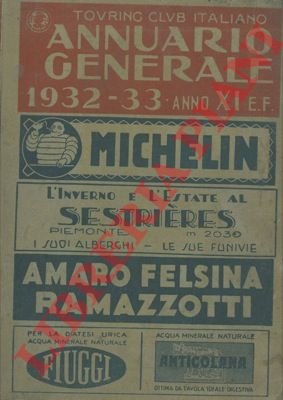 TOURING CLUB ITALIANO
ANNUARIO
GENERALE
1932-33 ANNO XI E.F.
MICHELIN
L'INVERNO E L'ESTATE AL
SESTRIÈRES
PIEMONTE m 2030
I SUOI ALBERGHI - LE SUE FUNIVIE
AMARO FELSINA
RAMAZZOTTI
PER LA DIATESI URICA
ACQUA MINERALE NATURALE
FIUGGI
ACQUA MINERALE NATURALE
ANTICOLANA
OTTIMA DA TAVOLA IDEALE DIGESTIVA